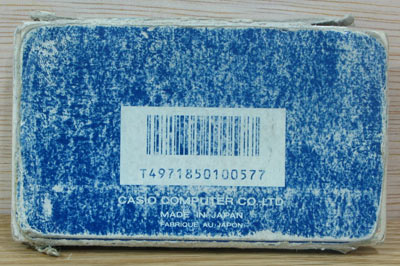 T4971850100577
CASIO COMPUTER CO., LTD.
MADE IN JAPAN
FABRIQUE AU JAPON